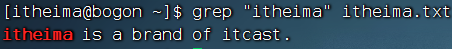 [itheima@bogon ~]$ grep "itheima" itheima.txt
itheima is a brand of itcast.